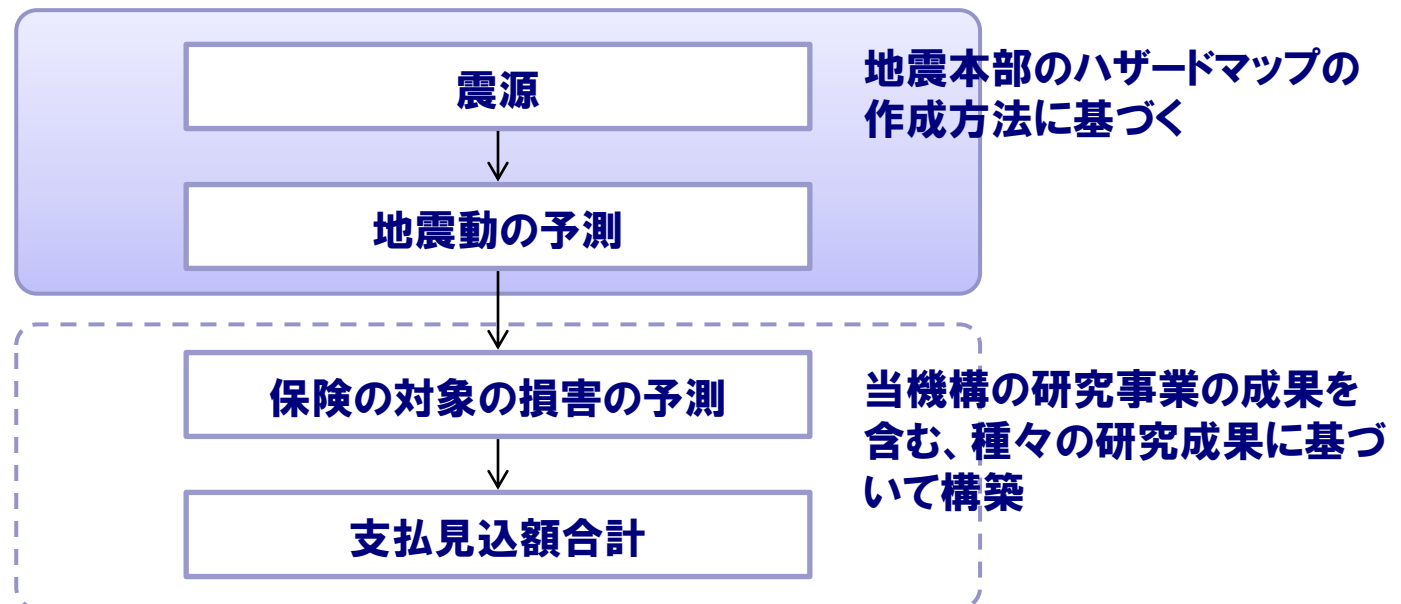 震源
地震本部のハザードマップの
作成方法に基づく
地震動の予測
保険の対象の損害の予測
当機構の研究事業の成果を
含む、種々の研究成果に基づ
いて構築
支払見込額合計